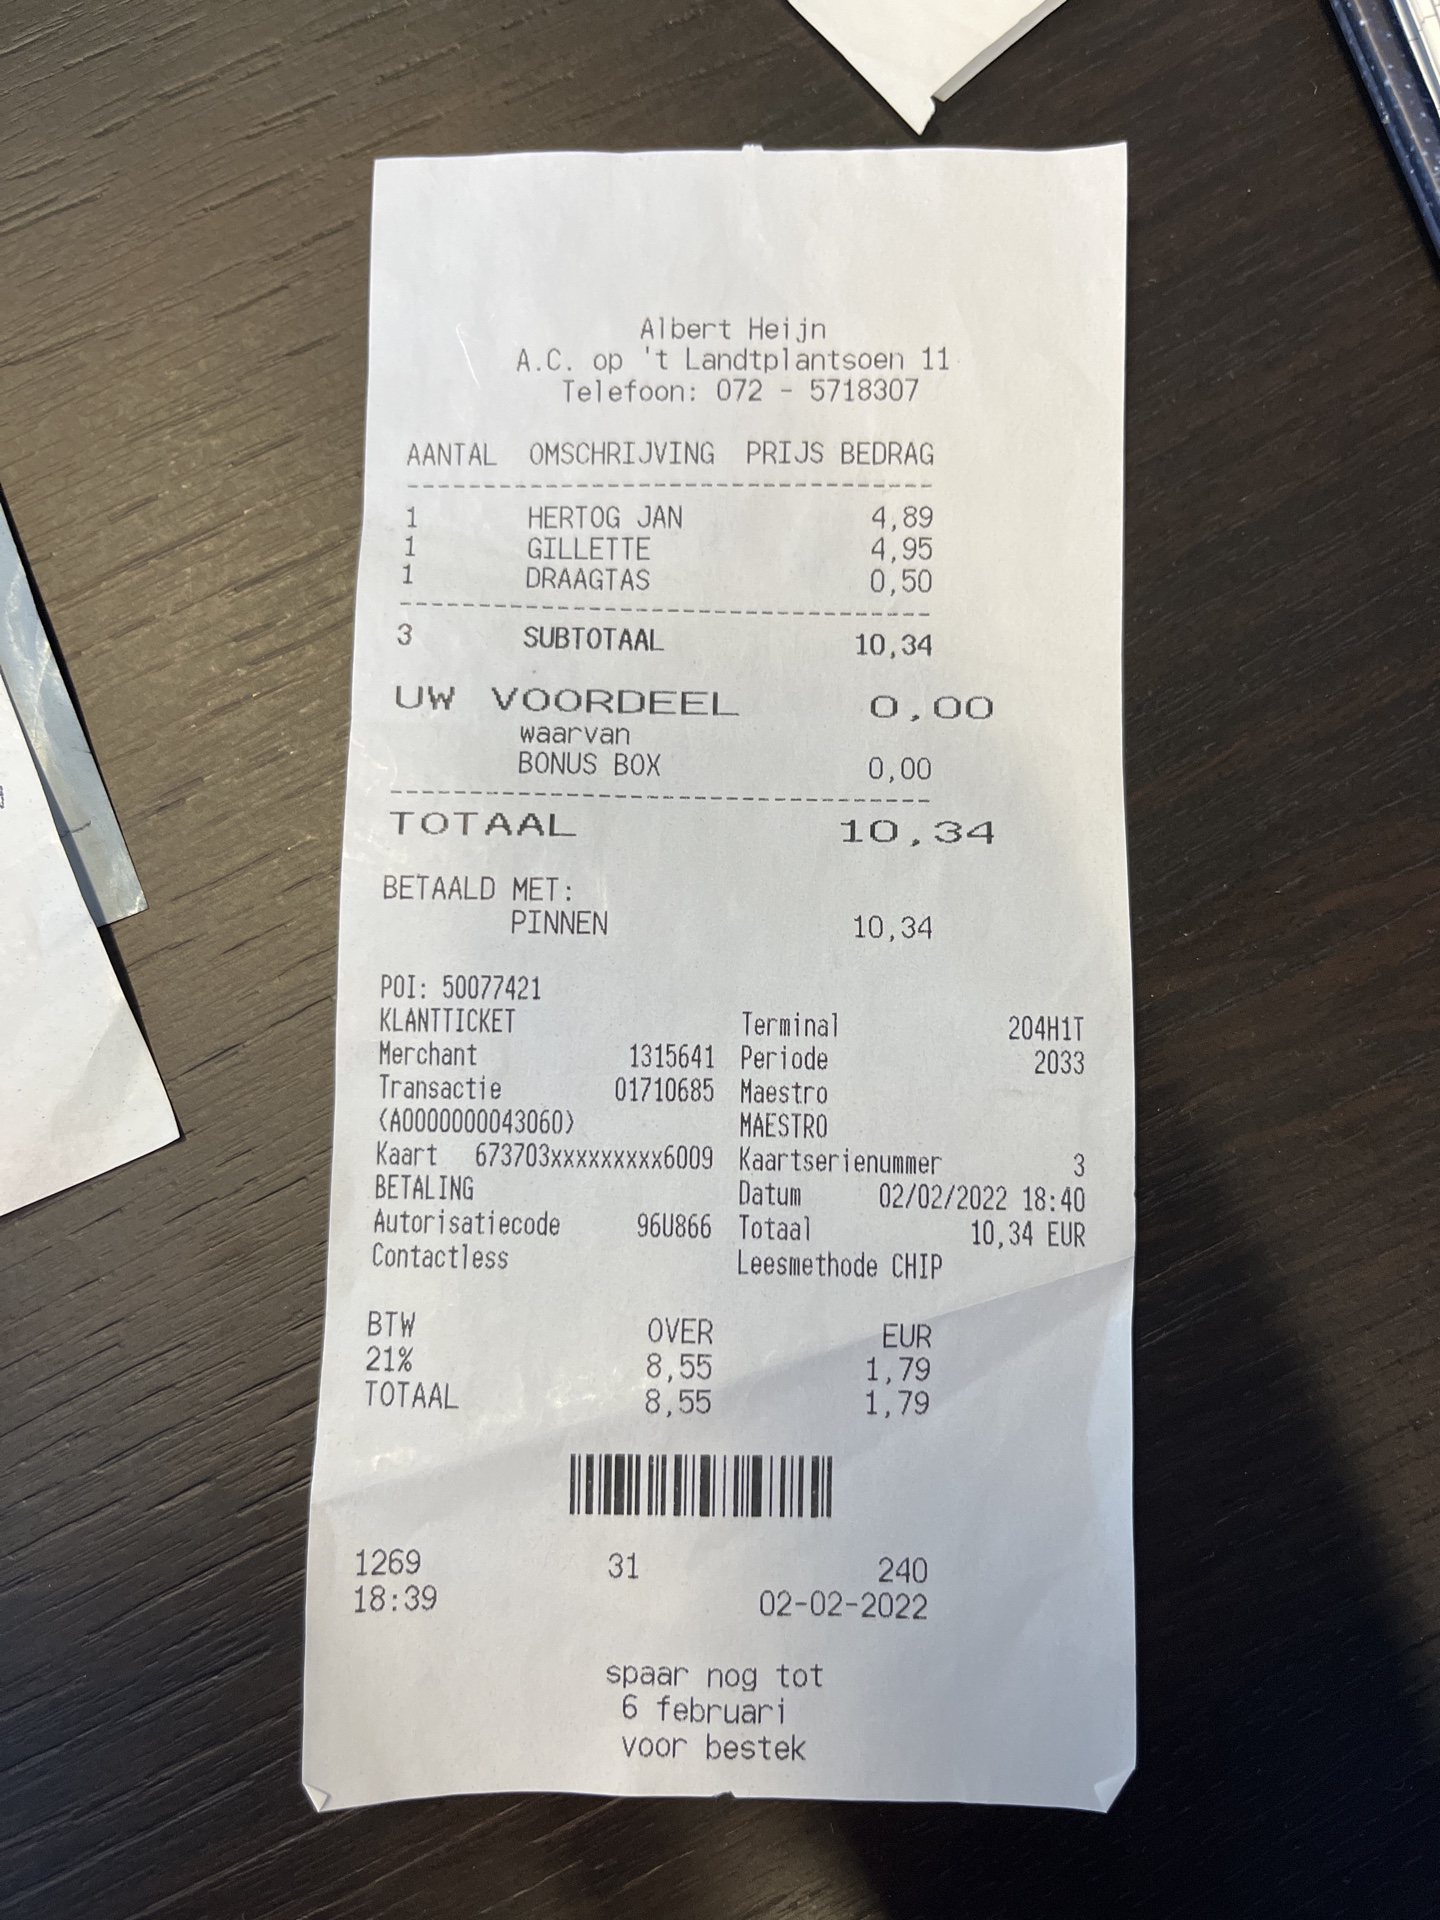 Albert Heijn
A.C. op 't Landtplantsoen 11
Telefoon: 072 - 5718307
AANTAL OMSCHRIJVING PRIJS BEDRAG
1 HERTOG JAN 4,89
1 GILLETTE 4,95
1 DRAAGTAS 0,50
3 SUBTOTAAL 10,34
UW VOORDEEL 0,00
waarvan
BONUS BOX 0,00
TOTAAL 10,34
BETAALD MET:
PINNEN 10,34
POI: 50077421
KLANTTICKET Terminal 204H1T
Merchant 1315641 Periode 2033
Transactie 01710685 Maestro
(A0000000043060) MAESTRO
Kaart 673703xxxxxxxxx6009 Kaartserienummer 3
BETALING Datum 02/02/2022 18:40
Autorisatiecode 96U866 Totaal 10,34 EUR
Contactless Leesmethode CHIP
BTW OVER EUR
21% 8,55 1,79
TOTAAL 8,55 1,79
1269 31 240
18:39 02-02-2022
spaar nog tot
6 februari
voor bestek